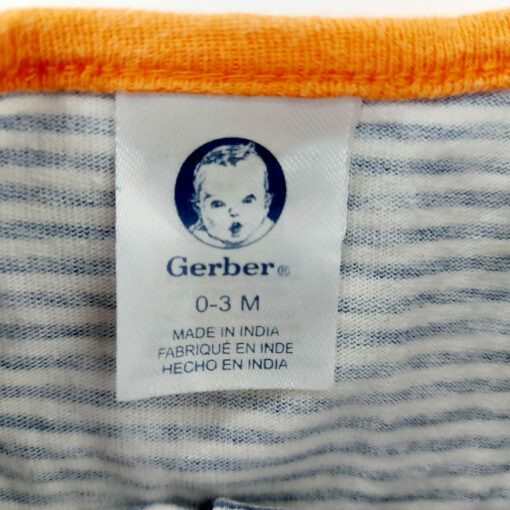 Gerber®
0-3 M
MADE IN INDIA
FABRIQUÉ EN INDE
HECHO EN INDIA